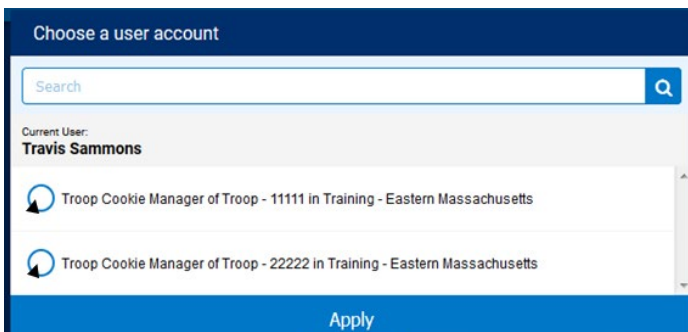 Choose a user account
Search
Current User:
Travis Sammons
Troop Cookie Manager of Troop - 11111 in Training - Eastern Massachusetts
Troop Cookie Manager of Troop - 22222 in Training - Eastern Massachusetts
Apply